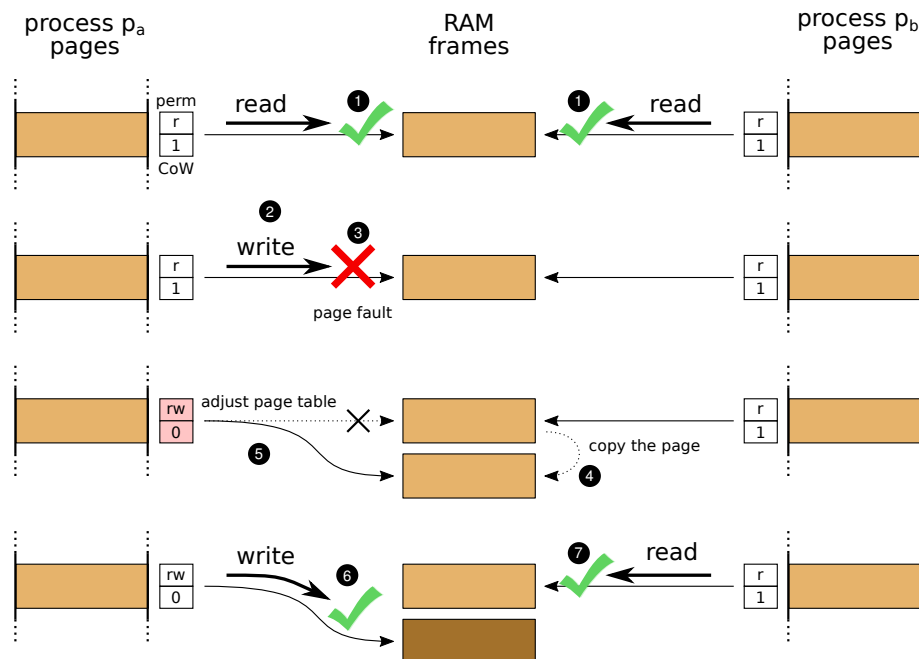 process pa
pages
RAM
frames
process pb
pages
perm
r
1
CoW
read
1
1
read
r
1
r
1
2
write
3
page fault
r
1
rw
0
adjust page table
5
copy the page
4
r
1
rw
0
write
6
7
read
r
1